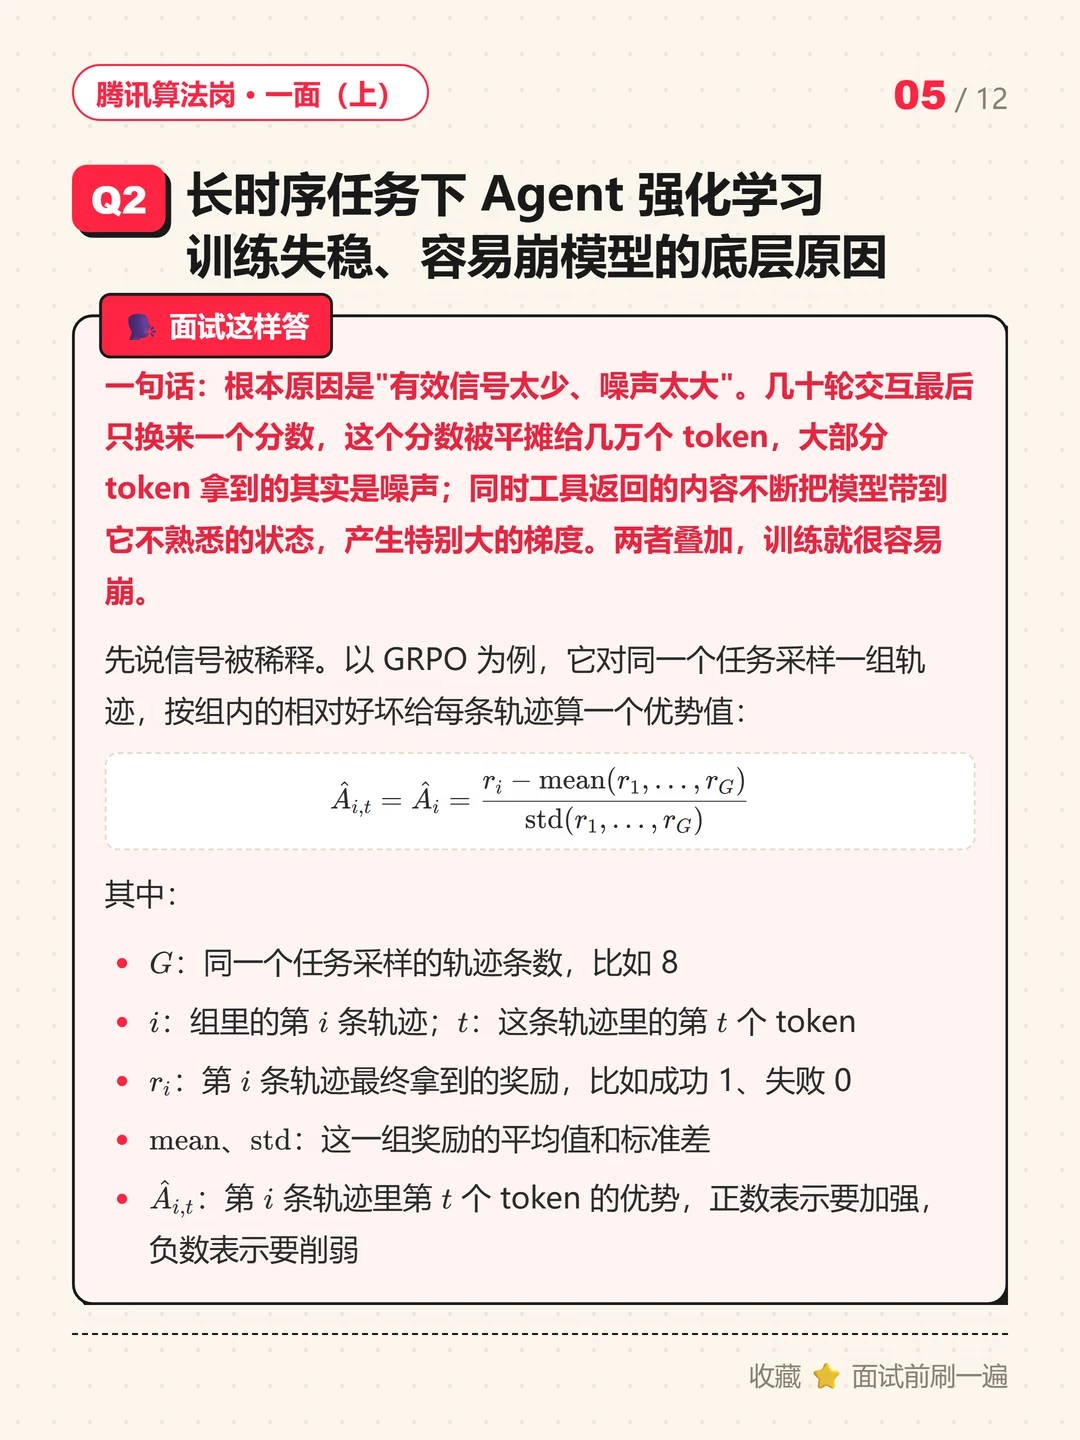 腾讯算法岗·一面（上）
05 / 12
Q2 长时序任务下 Agent 强化学习
训练失稳、容易崩模型的底层原因
面试这样答
一句话：根本原因是"有效信号太少、噪声太大"。几十轮交互最后
只换来一个分数，这个分数被平摊给几万个 token，大部分
token 拿到的其实是噪声；同时工具返回的内容不断把模型带到
它不熟悉的状态，产生特别大的梯度。两者叠加，训练就很容易
崩。
先说信号被稀释。以 GRPO 为例，它对同一个任务采样一组轨
迹，按组内的相对好坏给每条轨迹算一个优势值：
$\hat{A}_{i,t} = \hat{A}_i = \frac{r_i - \mathrm{mean}(r_1, \ldots, r_G)}{\mathrm{std}(r_1, \ldots, r_G)}$
其中：
• G：同一个任务采样的轨迹条数，比如 8
• i：组里的第 i 条轨迹；t：这条轨迹里的第 t 个 token
• $r_i$：第 i 条轨迹最终拿到的奖励，比如成功 1、失败 0
• mean、std：这一组奖励的平均值和标准差
• $\hat{A}_{i,t}$：第 i 条轨迹里第 t 个 token 的优势，正数表示要加强，
负数表示要削弱
收藏 ⭐ 面试前刷一遍